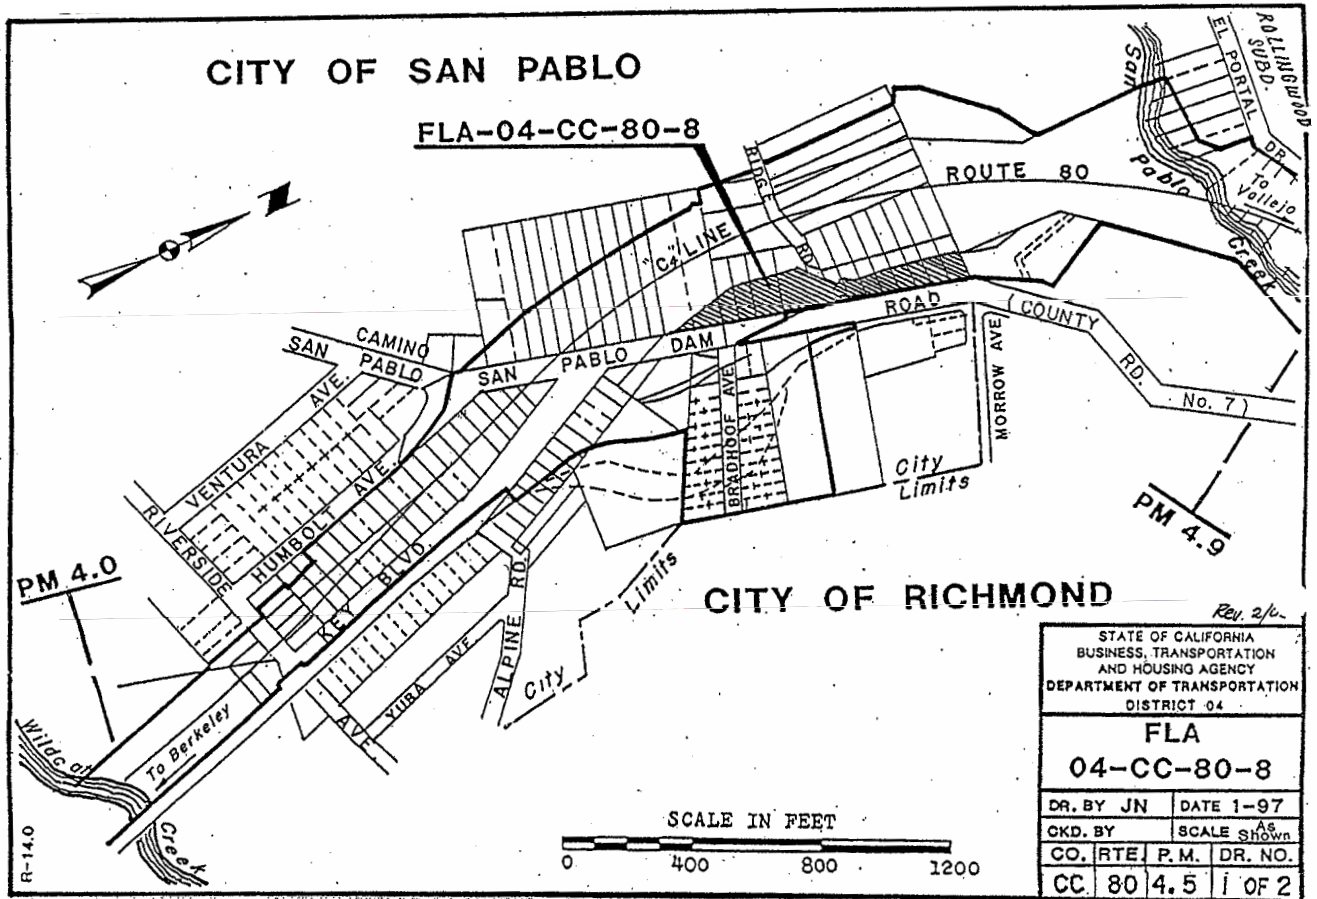 CITY OF SAN PABLO
FLA-04-CC-80-8
RIDGE
RD.
ROUTE 80
"C4" LINE
San
Pablo
Creek
EL PORTAL
DR.
ROLLINGWOOD
SUBD.
To
Vallejo
CAMINO
SAN PABLO
SAN PABLO DAM ROAD
(COUNTY
RD.
No. 7)
MORROW AVE
BRADHOOF AVE.
VENTURA AVE.
RIVERSIDE
AVE.
HUMBOLT AVE.
KEY BLVD.
YUBA AVE
ALPINE RD.
City
Limits
City
Limits
PM 4.0
PM 4.9
CITY OF RICHMOND
Wildcat
Creek
To Berkeley
R-14.0
SCALE IN FEET
0 400 800 1200
STATE OF CALIFORNIA
BUSINESS, TRANSPORTATION
AND HOUSING AGENCY
DEPARTMENT OF TRANSPORTATION
DISTRICT 04
FLA
04-CC-80-8
DR. BY JN DATE 1-97
CKD. BY SCALE As Shown
CO. RTE. P.M. DR. NO.
CC 80 4.5 1 OF 2